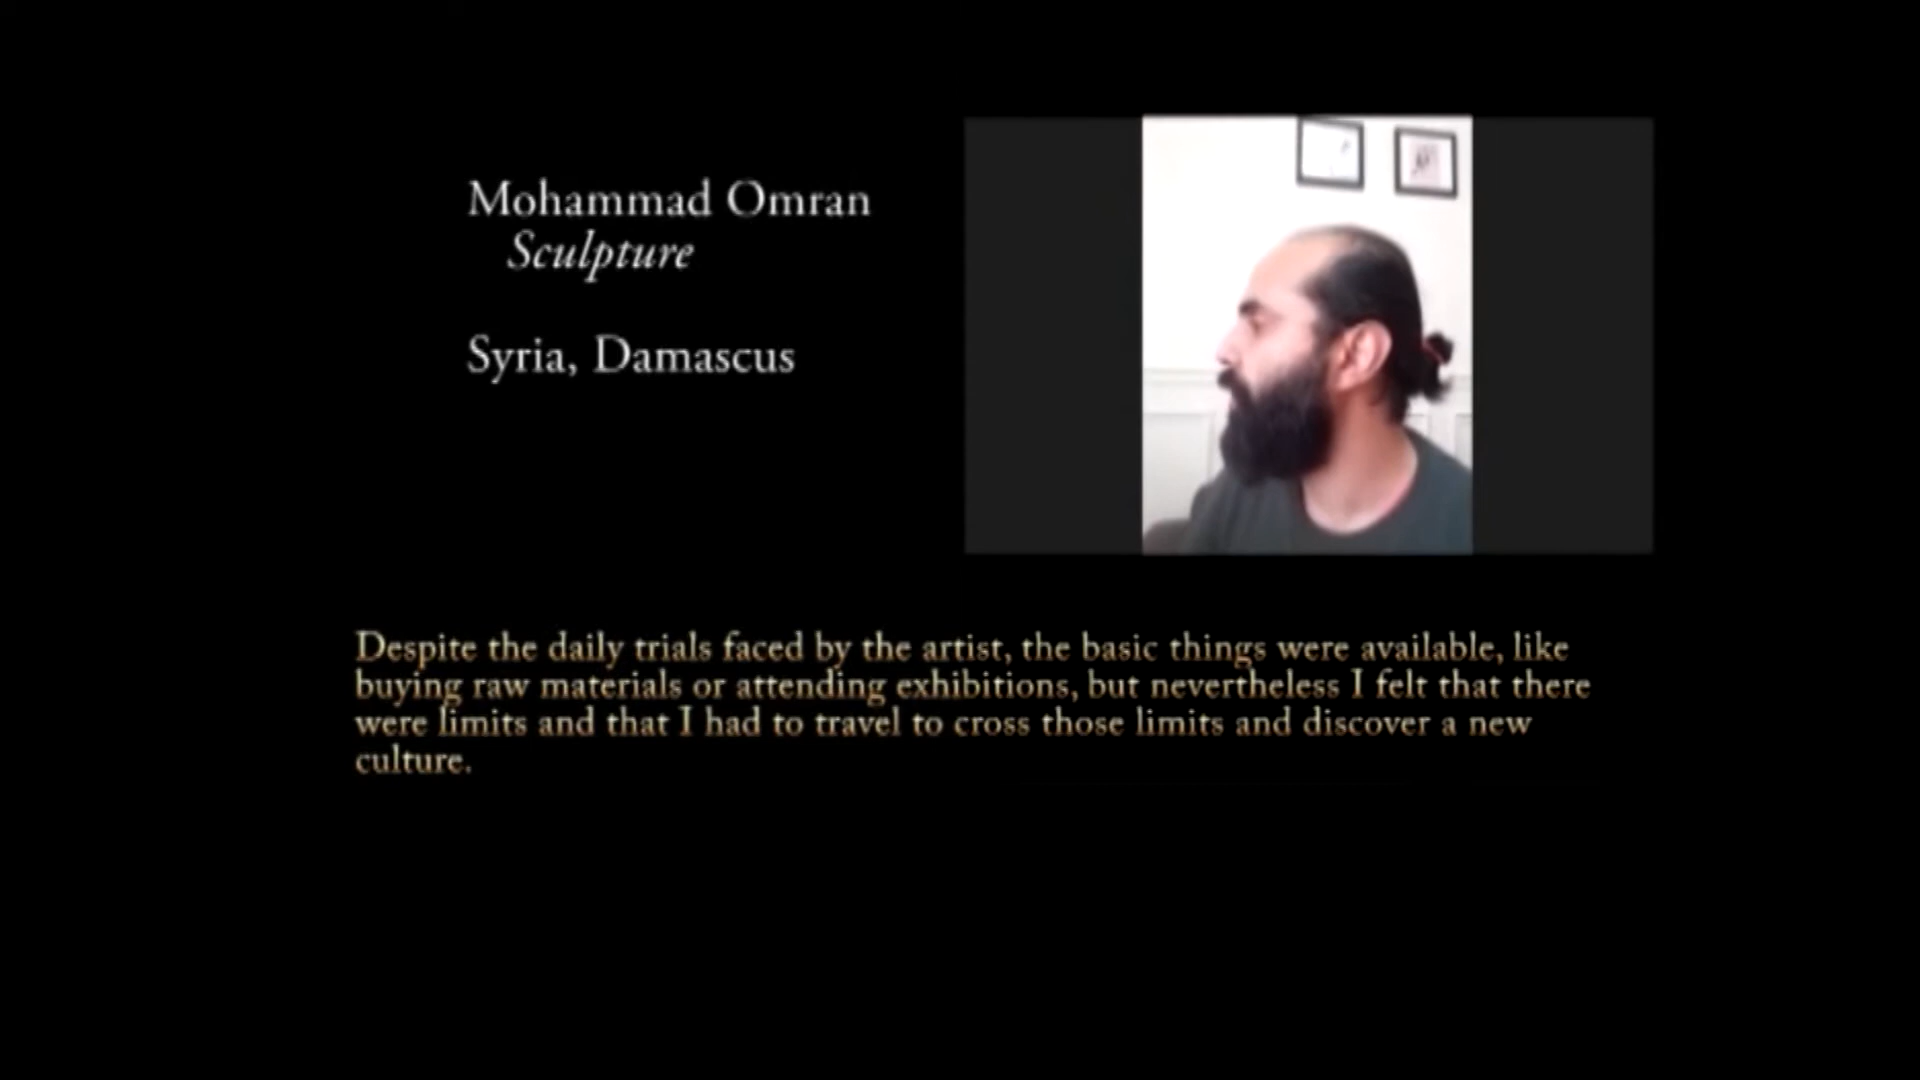 Mohammad Omran
Sculpture
Syria, Damascus
Despite the daily trials faced by the artist, the basic things were available, like
buying raw materials or attending exhibitions, but nevertheless I felt that there
were limits and that I had to travel to cross those limits and discover a new
culture.